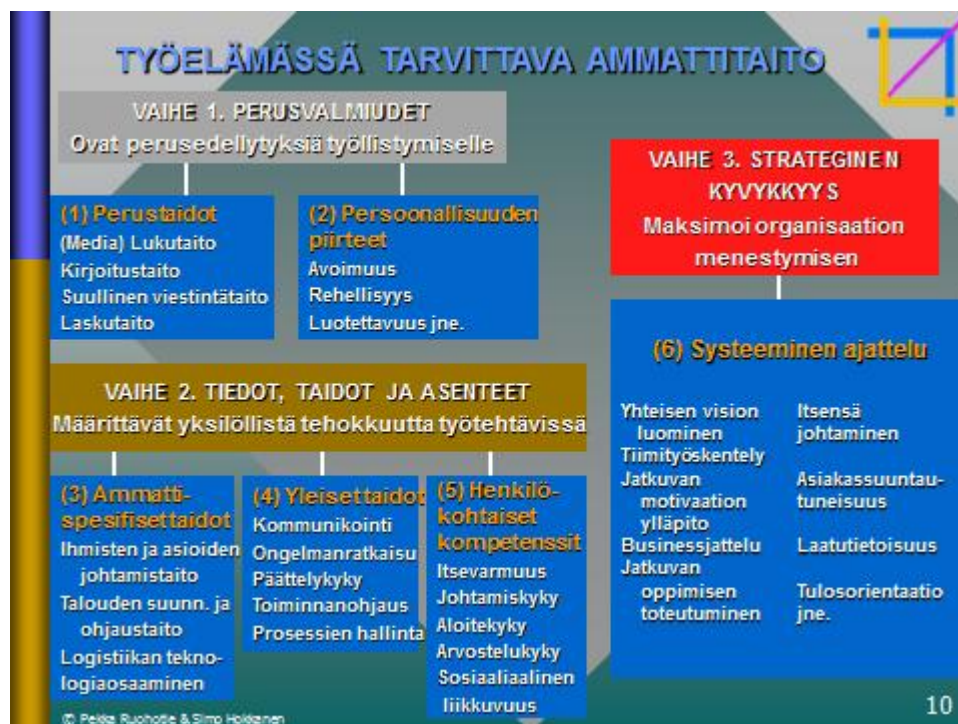 TYÖELÄMÄSSÄ TARVITTAVA AMMATTITAITO
VAIHE 1. PERUSVALMIUDET
Ovat perusedellytyksiä työllistymiselle
(1) Perustaidot
(Media) Lukutaito
Kirjoitustaito
Suullinen viestintätaito
Laskutaito
(2) Persoonallisuuden
piirteet
Avoimuus
Rehellisyys
Luotettavuus jne.
VAIHE 2. TIEDOT, TAIDOT JA ASENTEET
Määrittävät yksilöllistä tehokkuutta työtehtävissä
(3) Ammatti-
spesifisettaidot
Ihmisten ja asioiden
johtamistaito
Talouden suunn. ja
ohjaustaito
Logistiikan tekno-
logiaosaaminen
(4) Yleisettaidot
Kommunikointi
Ongelmanratkaisu
Päättelykyky
Toiminnanohjaus
Prosessien hallinta
(5) Henkilö-
kohtaiset
kompetenssit
Itsevarmuus
Johtamiskyky
Aloitekyky
Arvostelukyky
Sosiaaliaalinen
liikkuvuus
VAIHE 3. STRATEGINEN
KYVYKKYYS
Maksimoi organisaation
menestymisen
(6) Systeeminen ajattelu
Yhteisen vision
luominen
Tiimityöskentely
Jatkuvan
motivaation
ylläpito
Businessjattelu
Jatkuvan
oppimisen
toteutuminen
Itsensä
johtaminen
Asiakassuuntau-
tuneisuus
Laatutietoisuus
Tulosorientaatio
jne.
© Pekka Ruohotie & Simo Hokkanen
10